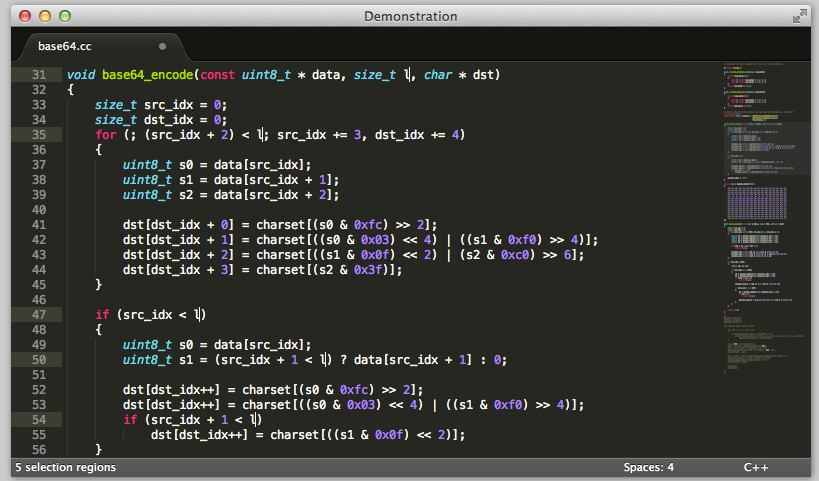 Demonstration
base64.cc
31 void base64_encode(const uint8_t * data, size_t l, char * dst)
32 {
33     size_t src_idx = 0;
34     size_t dst_idx = 0;
35     for (; (src_idx + 2) < l; src_idx += 3, dst_idx += 4)
36     {
37         uint8_t s0 = data[src_idx];
38         uint8_t s1 = data[src_idx + 1];
39         uint8_t s2 = data[src_idx + 2];
40
41         dst[dst_idx + 0] = charset[(s0 & 0xfc) >> 2];
42         dst[dst_idx + 1] = charset[((s0 & 0x03) << 4) | ((s1 & 0xf0) >> 4)];
43         dst[dst_idx + 2] = charset[((s1 & 0x0f) << 2) | (s2 & 0xc0) >> 6];
44         dst[dst_idx + 3] = charset[(s2 & 0x3f)];
45     }
46
47     if (src_idx < l)
48     {
49         uint8_t s0 = data[src_idx];
50         uint8_t s1 = (src_idx + 1 < l) ? data[src_idx + 1] : 0;
51
52         dst[dst_idx++] = charset[(s0 & 0xfc) >> 2];
53         dst[dst_idx++] = charset[((s0 & 0x03) << 4) | ((s1 & 0xf0) >> 4)];
54         if (src_idx + 1 < l)
55             dst[dst_idx++] = charset[((s1 & 0x0f) << 2)];
56     }
5 selection regions Spaces: 4 C++